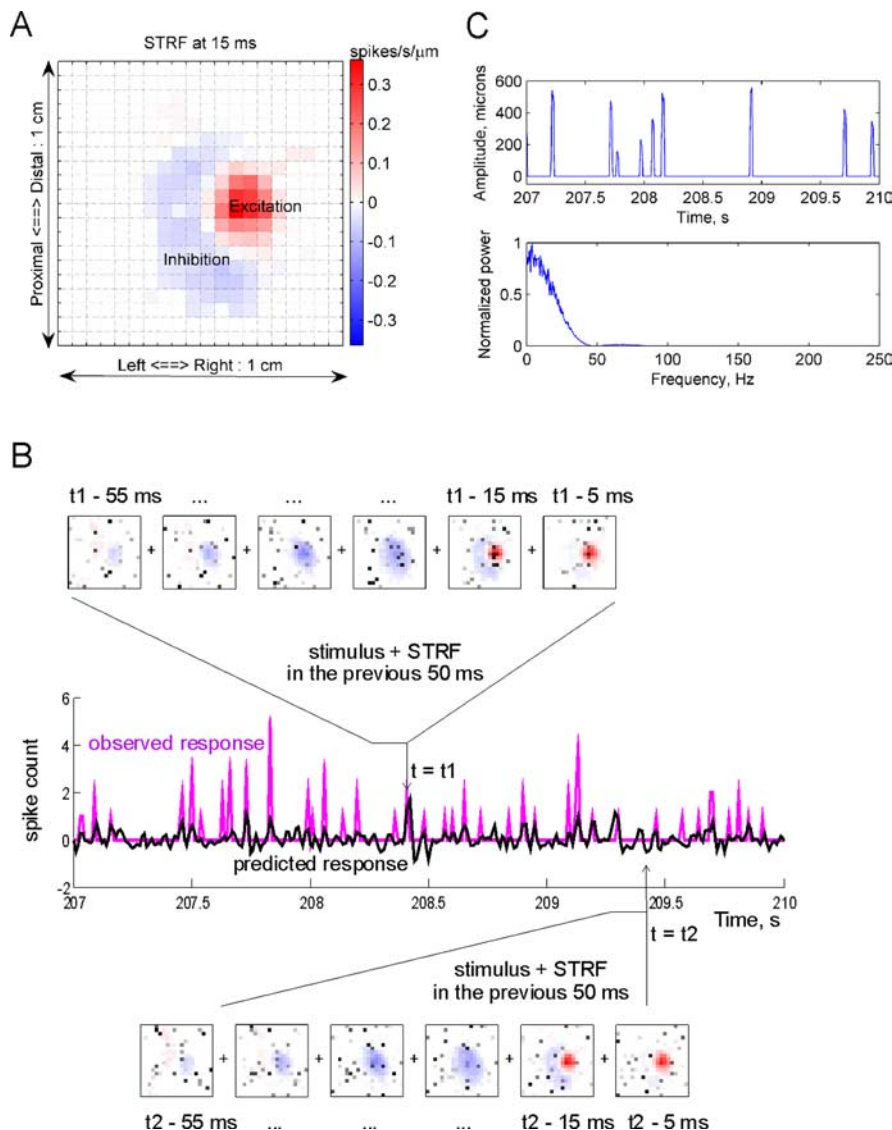 A
STRF at 15 ms
spikes/s/μm
0.3
0.2
0.1
0
-0.1
-0.2
-0.3
Proximal <==> Distal : 1 cm
Excitation
Inhibition
Left <==> Right : 1 cm
C
Amplitude, microns
600
400
200
0
207 207.5 208 208.5 209 209.5 210
Time, s
Normalized power
1
0.5
0
0 50 100 150 200 250
Frequency, Hz
B
t1 - 55 ms ... ... ... t1 - 15 ms t1 - 5 ms
+ + + + +
stimulus + STRF
in the previous 50 ms
spike count
6
4
2
0
-2
observed response
t = t1
predicted response
207 207.5 208 208.5 209 209.5 210
Time, s
t = t2
stimulus + STRF
in the previous 50 ms
+ + + + +
t2 - 55 ms ... ... ... t2 - 15 ms t2 - 5 ms